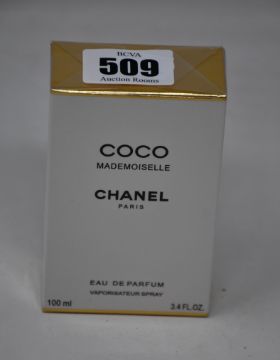 BCVA
509
Auction Rooms
COCO
MADEMOISELLE
CHANEL
PARIS
EAU DE PARFUM
VAPORISATEUR SPRAY
100 ml 3.4 FL.OZ.